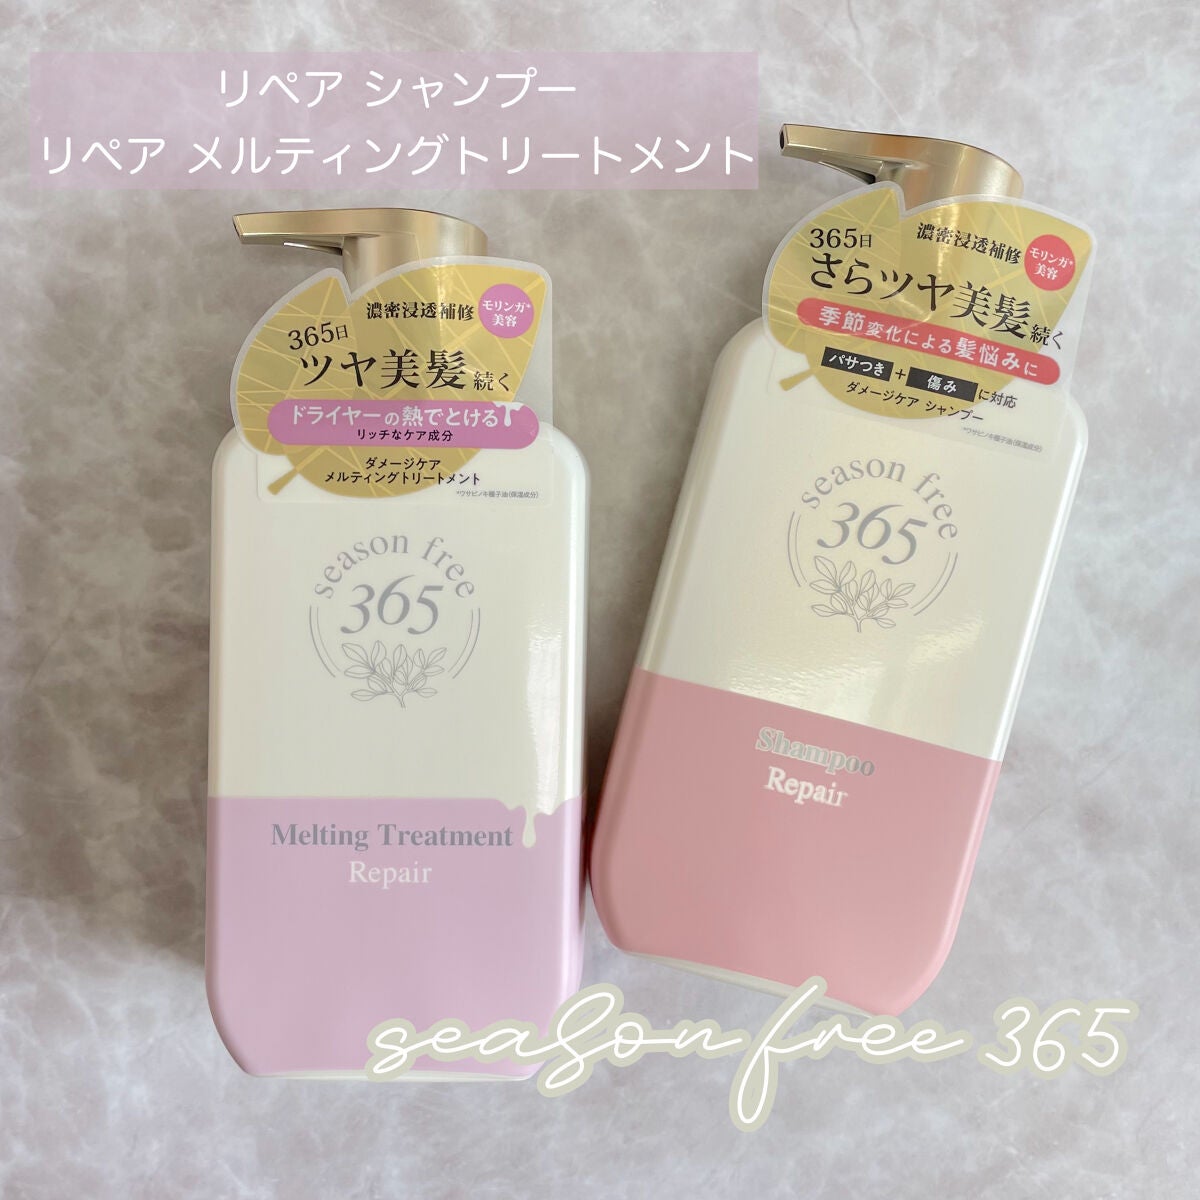 リペア シャンプー
リペア メルティングトリートメント
濃密浸透補修
モリンガ*
美容
365日
ツヤ美髪続く
ドライヤーの熱でとける
リッチなケア成分
ダメージケア
メルティングトリートメント
*ワサビノキ種子油(保湿成分)
season free
365
Melting Treatment
Repair
濃密浸透補修
モリンガ*
美容
365日
さらツヤ美髪続く
季節変化による髪悩みに
パサつき+傷みに対応
ダメージケア シャンプー
*ワサビノキ種子油(保湿成分)
season free
365
Shampoo
Repair
season free 365